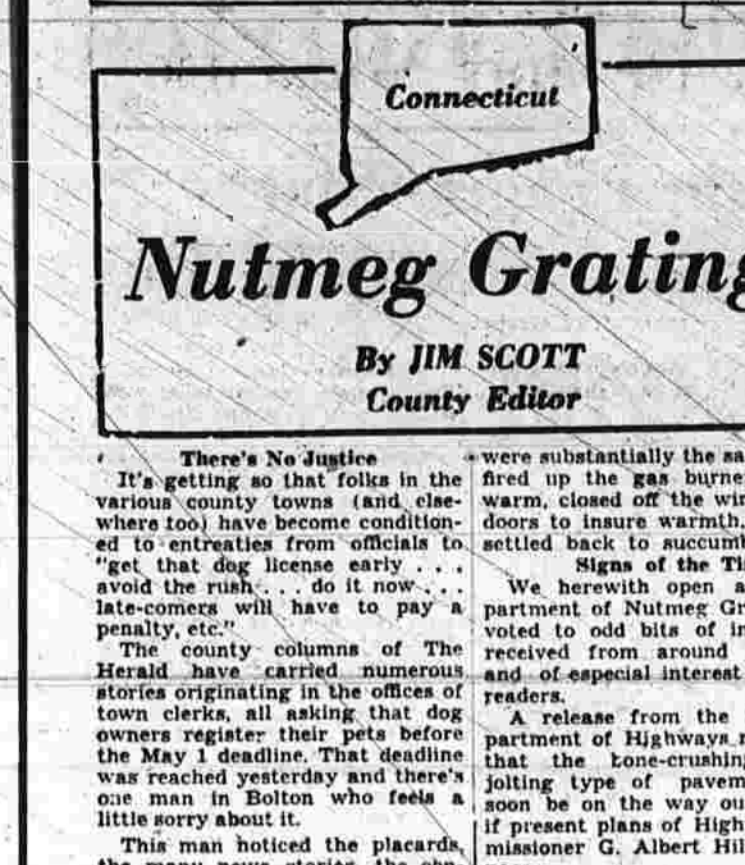 Connecticut
Nutmeg Grating
By JIM SCOTT
County Editor
There's No Justice
It's getting so that folks in the
various county towns (and else-
where too) have become condition-
ed to entreaties from officials to
"get that dog license early . . .
avoid the rush . . . do it now . . .
late-comers will have to pay a
penalty, etc."
The county columns of The
Herald have carried numerous
stories originating in the offices of
town clerks, all asking that dog
owners register their pets before
the May 1 deadline. That deadline
was reached yesterday and there's
one man in Bolton who feels a
little sorry about it.
This man noticed the placards,
the many news stories, the
were substantially the
fired up the gas
warm, closed off the
doors to insure warmth,
settled back to
Signs of the
We herewith open a
partment of Nutmeg
voted to odd bits of
received from around
and of especial interest
readers.
A release from the
partment of Highways
that the bone-crushing
jolting type of
soon be on the way
if present plans of
missioner G. Albert